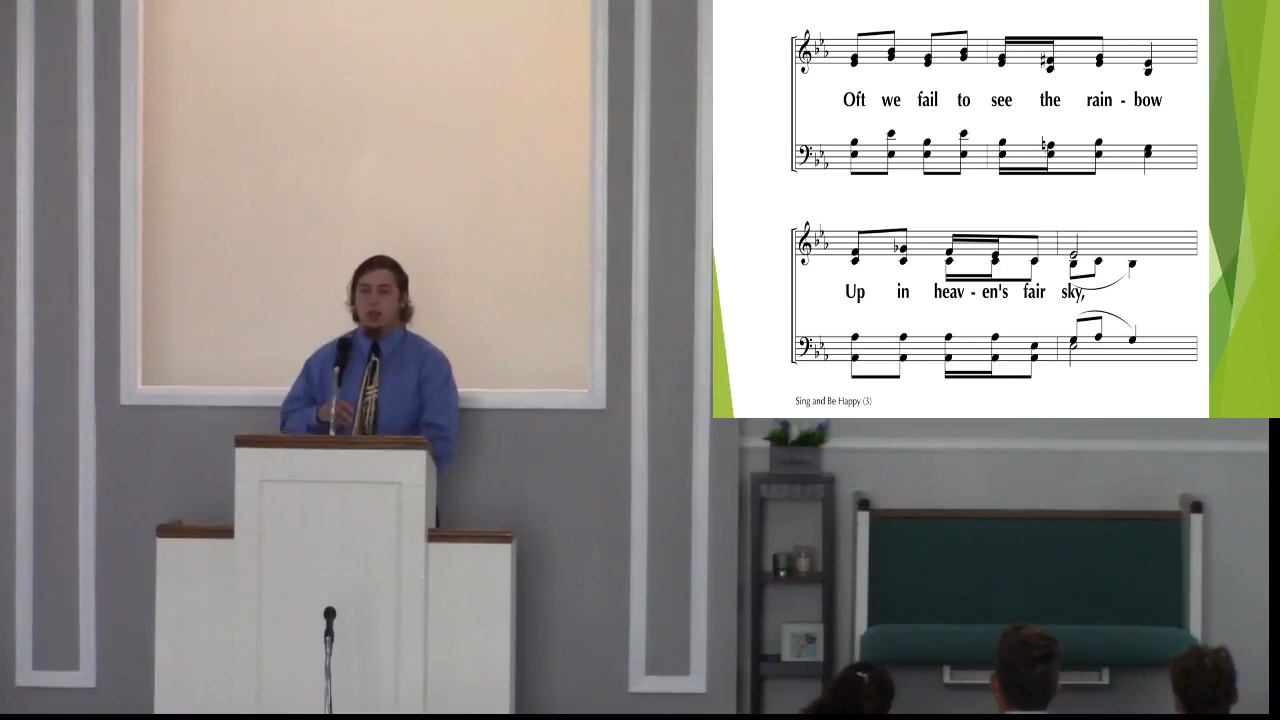 Oft we fail to see the rain - bow
Up in heav - en's fair sky,
Sing and Be Happy (3)